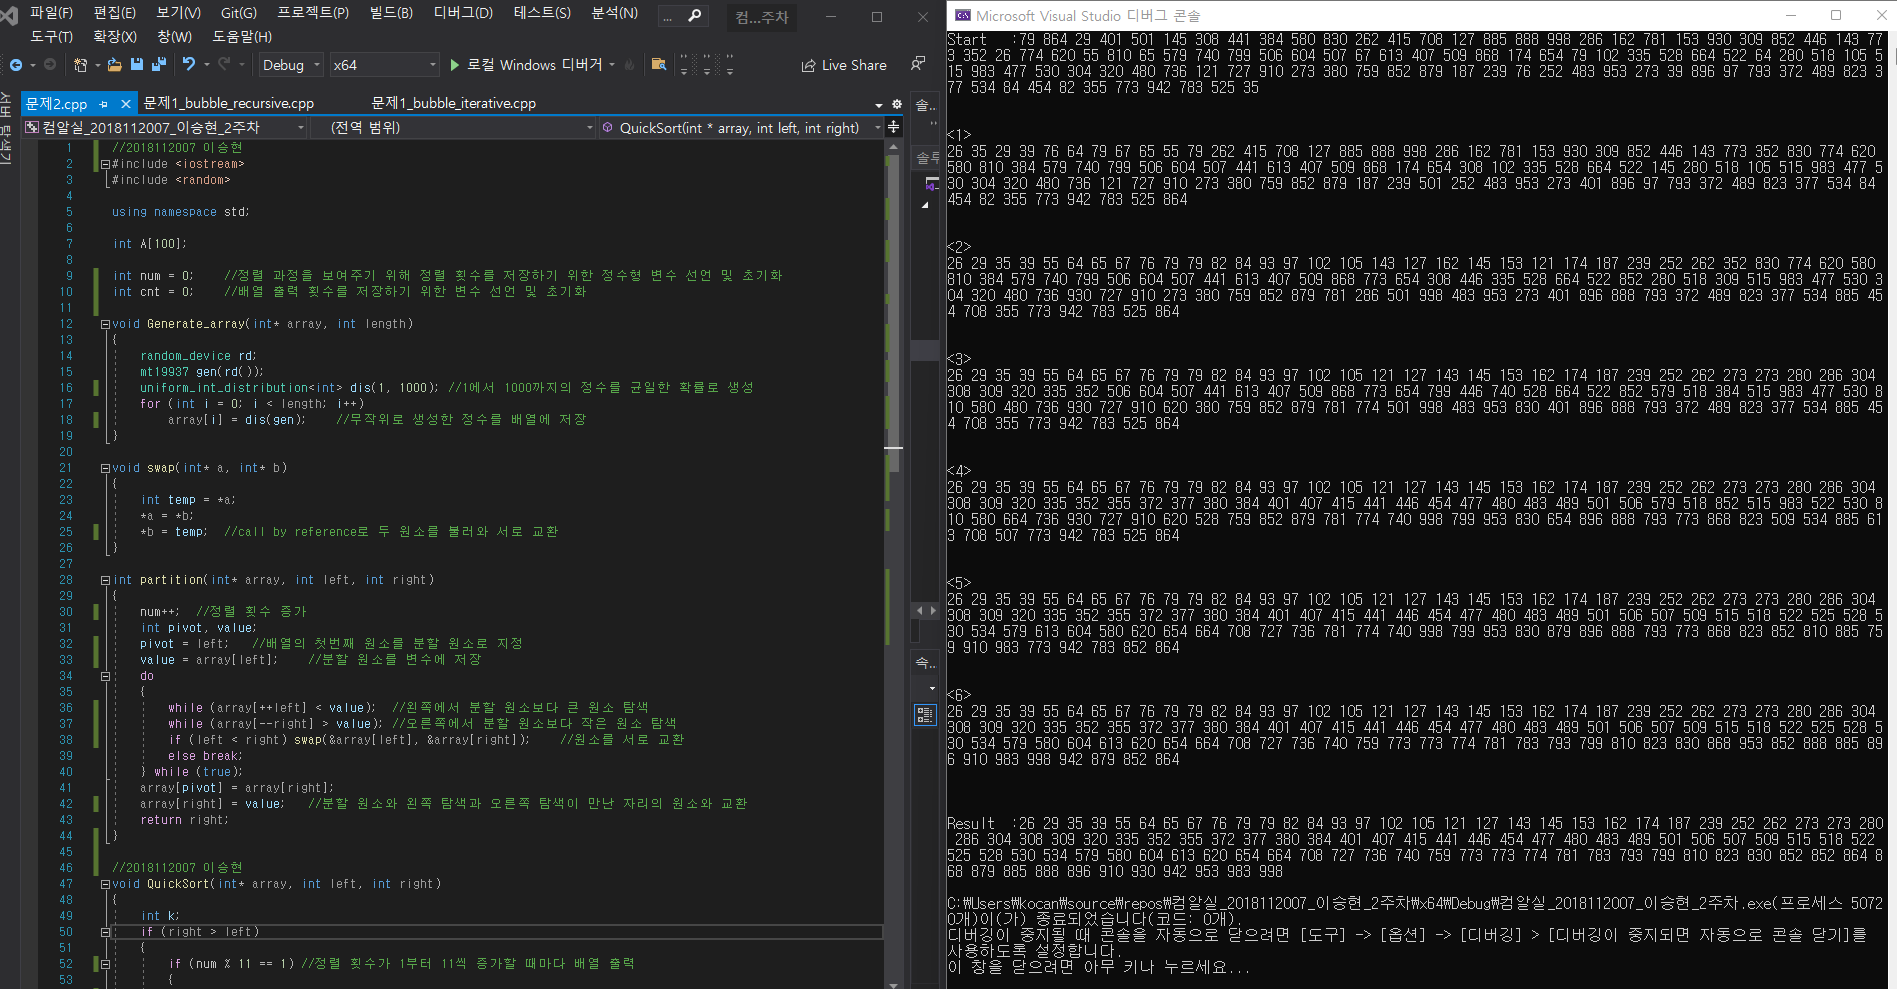 파일(F) 편집(E) 보기(V) Git(G) 프로젝트(P) 빌드(B) 디버그(D) 테스트(S) 분석(N) ... 컴...주차
도구(T) 확장(X) 창(W) 도움말(H)
Debug x64 로컬 Windows 디버거 Live Share
서버 탐색기
문제2.cpp 문제1_bubble_recursive.cpp 문제1_bubble_iterative.cpp
컴알실_2018112007_이승현_2주차 (전역 범위) QuickSort(int * array, int left, int right)
1 //2018112007 이승현
2 #include <iostream>
3 #include <random>
4
5 using namespace std;
6
7 int A[100];
8
9 int num = 0; //정렬 과정을 보여주기 위해 정렬 횟수를 저장하기 위한 정수형 변수 선언 및 초기화
10 int cnt = 0; //배열 출력 횟수를 저장하기 위한 변수 선언 및 초기화
11
12 void Generate_array(int* array, int length)
13 {
14 random_device rd;
15 mt19937 gen(rd());
16 uniform_int_distribution<int> dis(1, 1000); //1에서 1000까지의 정수를 균일한 확률로 생성
17 for (int i = 0; i < length; i++)
18 array[i] = dis(gen); //무작위로 생성한 정수를 배열에 저장
19 }
20
21 void swap(int* a, int* b)
22 {
23 int temp = *a;
24 *a = *b;
25 *b = temp; //call by reference로 두 원소를 불러와 서로 교환
26 }
27
28 int partition(int* array, int left, int right)
29 {
30 num++; //정렬 횟수 증가
31 int pivot, value;
32 pivot = left; //배열의 첫번째 원소를 분할 원소로 지정
33 value = array[left]; //분할 원소를 변수에 저장
34 do
35 {
36 while (array[++left] < value); //왼쪽에서 분할 원소보다 큰 원소 탐색
37 while (array[--right] > value); //오른쪽에서 분할 원소보다 작은 원소 탐색
38 if (left < right) swap(&array[left], &array[right]); //원소를 서로 교환
39 else break;
40 } while (true);
41 array[pivot] = array[right];
42 array[right] = value; //분할 원소와 왼쪽 탐색과 오른쪽 탐색이 만난 자리의 원소와 교환
43 return right;
44 }
45
46 //2018112007 이승현
47 void QuickSort(int* array, int left, int right)
48 {
49 int k;
50 if (right > left)
51 {
52 if (num % 11 == 1) //정렬 횟수가 1부터 11씩 증가할 때마다 배열 출력
53 {
솔...
솔루
속...
Microsoft Visual Studio 디버그 콘솔
Start :79 864 29 401 501 145 308 441 384 580 830 262 415 708 127 885 888 998 286 162 781 153 930 309 852 446 143 77
3 352 26 774 620 55 810 65 579 740 799 506 604 507 67 613 407 509 868 174 654 79 102 335 528 664 522 64 280 518 105 5
15 983 477 530 304 320 480 736 121 727 910 273 380 759 852 879 187 239 76 252 483 953 273 39 896 97 793 372 489 823 3
77 534 84 454 82 355 773 942 783 525 35
<1>
26 35 29 39 76 64 79 67 65 55 79 262 415 708 127 885 888 998 286 162 781 153 930 309 852 446 143 773 352 830 774 620
580 810 384 579 740 799 506 604 507 441 613 407 509 868 174 654 308 102 335 528 664 522 145 280 518 105 515 983 477 5
30 304 320 480 736 121 727 910 273 380 759 852 879 187 239 501 252 483 953 273 401 896 97 793 372 489 823 377 534 84
454 82 355 773 942 783 525 864
<2>
26 29 35 39 55 64 65 67 76 79 79 82 84 93 97 102 105 143 127 162 145 153 121 174 187 239 252 262 352 830 774 620 580
810 384 579 740 799 506 604 507 441 613 407 509 868 773 654 308 446 335 528 664 522 852 280 518 309 515 983 477 530 3
04 320 480 736 930 727 910 273 380 759 852 879 781 286 501 998 483 953 273 401 896 888 793 372 489 823 377 534 885 45
4 708 355 773 942 783 525 864
<3>
26 29 35 39 55 64 65 67 76 79 79 82 84 93 97 102 105 121 127 143 145 153 162 174 187 239 252 262 273 273 280 286 304
308 309 320 335 352 506 604 507 441 613 407 509 868 773 654 799 446 740 528 664 522 852 579 518 384 515 983 477 530 8
10 580 480 736 930 727 910 620 380 759 852 879 781 774 501 998 483 953 830 401 896 888 793 372 489 823 377 534 885 45
4 708 355 773 942 783 525 864
<4>
26 29 35 39 55 64 65 67 76 79 79 82 84 93 97 102 105 121 127 143 145 153 162 174 187 239 252 262 273 273 280 286 304
308 309 320 335 352 355 372 377 380 384 401 407 415 441 446 454 477 480 483 489 501 506 579 518 852 515 983 522 530 8
10 580 664 736 930 727 910 620 528 759 852 879 781 774 740 998 799 953 830 654 896 888 793 773 868 823 509 534 885 61
3 708 507 773 942 783 525 864
<5>
26 29 35 39 55 64 65 67 76 79 79 82 84 93 97 102 105 121 127 143 145 153 162 174 187 239 252 262 273 273 280 286 304
308 309 320 335 352 355 372 377 380 384 401 407 415 441 446 454 477 480 483 489 501 506 507 509 515 518 522 525 528 5
30 534 579 613 604 580 620 654 664 708 727 736 781 774 740 998 799 953 830 879 896 888 793 773 868 823 852 810 885 75
9 910 983 773 942 783 852 864
<6>
26 29 35 39 55 64 65 67 76 79 79 82 84 93 97 102 105 121 127 143 145 153 162 174 187 239 252 262 273 273 280 286 304
308 309 320 335 352 355 372 377 380 384 401 407 415 441 446 454 477 480 483 489 501 506 507 509 515 518 522 525 528 5
30 534 579 580 604 613 620 654 664 708 727 736 740 759 773 773 774 781 783 793 799 810 823 830 868 953 852 888 885 89
6 910 983 998 942 879 852 864
Result :26 29 35 39 55 64 65 67 76 79 79 82 84 93 97 102 105 121 127 143 145 153 162 174 187 239 252 262 273 273 280
286 304 308 309 320 335 352 355 372 377 380 384 401 407 415 441 446 454 477 480 483 489 501 506 507 509 515 518 522
525 528 530 534 579 580 604 613 620 654 664 708 727 736 740 759 773 773 774 781 783 793 799 810 823 830 852 852 864 8
68 879 885 888 896 910 930 942 953 983 998
C:₩Users₩kocan₩source₩repos₩컴알실_2018112007_이승현_2주차₩x64₩Debug₩컴알실_2018112007_이승현_2주차.exe(프로세스 5072
0개)이(가) 종료되었습니다(코드: 0개).
디버깅이 중지될 때 콘솔을 자동으로 닫으려면 [도구] -> [옵션] -> [디버깅] > [디버깅이 중지되면 자동으로 콘솔 닫기]를
사용하도록 설정합니다.
이 창을 닫으려면 아무 키나 누르세요...